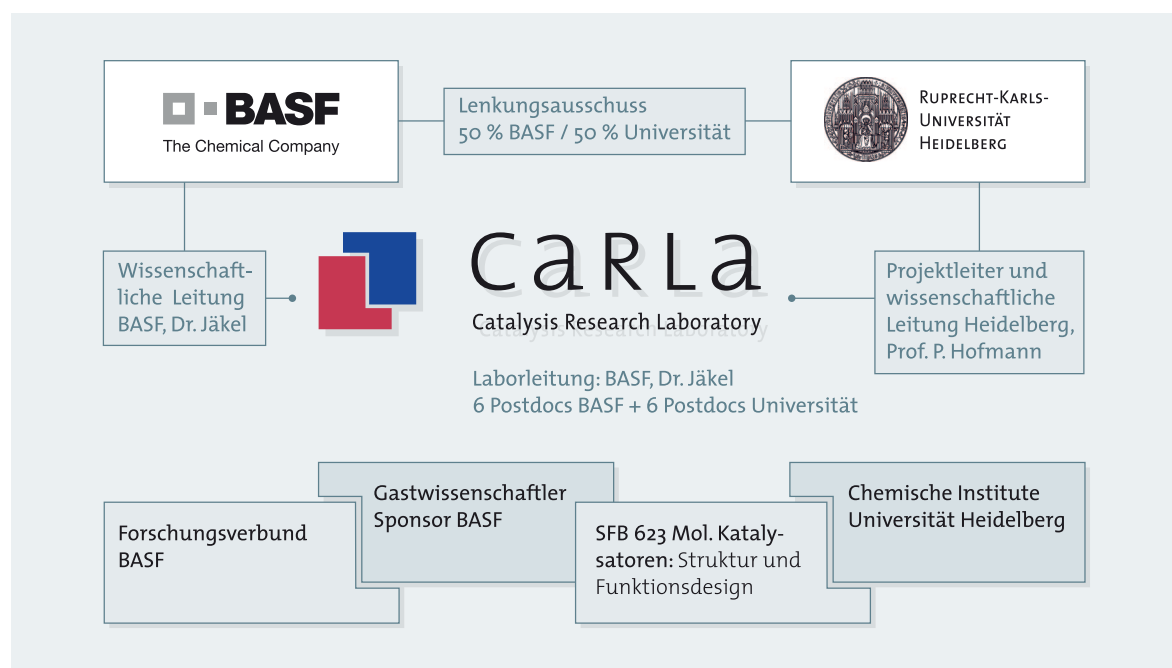 BASF
The Chemical Company
Lenkungsausschuss
50 % BASF / 50 % Universität
Ruprecht-Karls-
Universität
Heidelberg
Wissenschaft-
liche Leitung
BASF, Dr. Jäkel
CaRLa
Catalysis Research Laboratory
Projektleiter und
wissenschaftliche
Leitung Heidelberg,
Prof. P. Hofmann
Laborleitung: BASF, Dr. Jäkel
6 Postdocs BASF + 6 Postdocs Universität
Forschungsverbund
BASF
Gastwissenschaftler
Sponsor BASF
SFB 623 Mol. Kataly-
satoren: Struktur und
Funktionsdesign
Chemische Institute
Universität Heidelberg